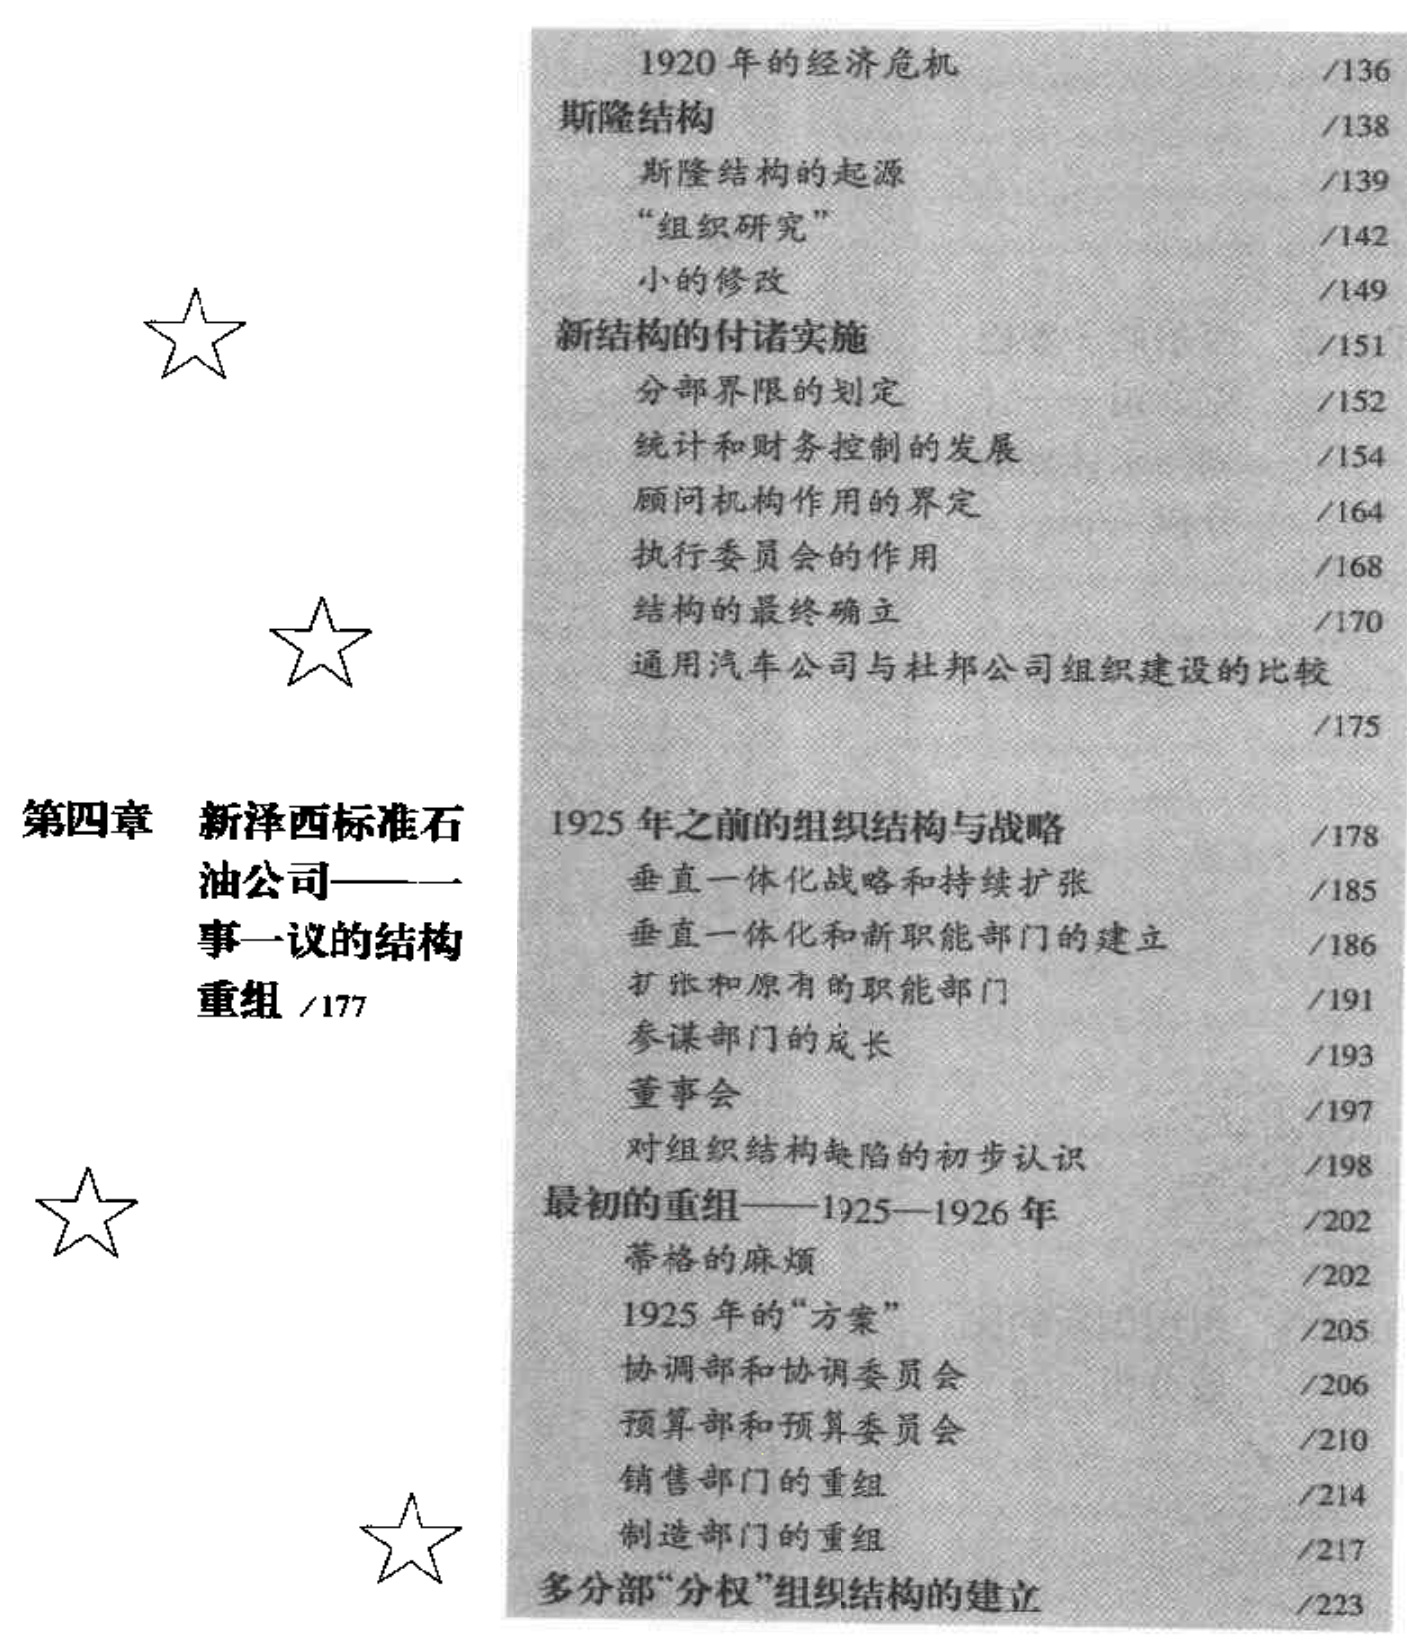 1920 年的经济危机 /136
斯隆结构 /138
斯隆结构的起源 /139
“组织研究” /142
小的修改 /149
新结构的付诸实施 /151
分部界限的划定 /152
统计和财务控制的发展 /154
顾问机构作用的界定 /164
执行委员会的作用 /168
结构的最终确立 /170
通用汽车公司与杜邦公司组织建设的比较
/175
第四章 新泽西标准石
油公司——一
事一议的结构
重组 /177
1925 年之前的组织结构与战略 /178
垂直一体化战略和持续扩张 /185
垂直一体化和新职能部门的建立 /186
扩张和原有的职能部门 /191
参谋部门的成长 /193
董事会 /197
对组织结构缺陷的初步认识 /198
最初的重组——1925—1926 年 /202
蒂格的麻烦 /202
1925 年的“方案” /205
协调部和协调委员会 /206
预算部和预算委员会 /210
销售部门的重组 /214
制造部门的重组 /217
多分部“分权”组织结构的建立 /223